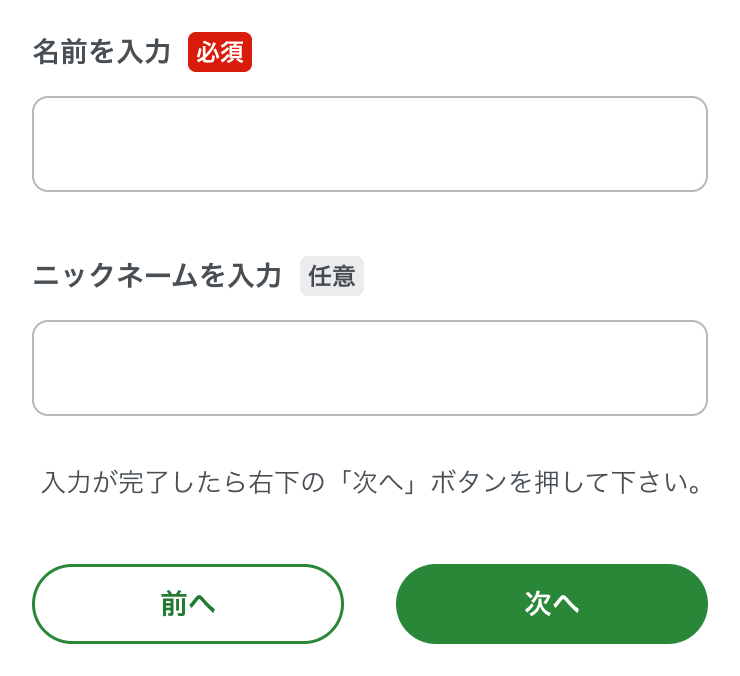 名前を入力 必須
ニックネームを入力 任意
入力が完了したら右下の「次へ」ボタンを押して下さい。
前へ 次へ